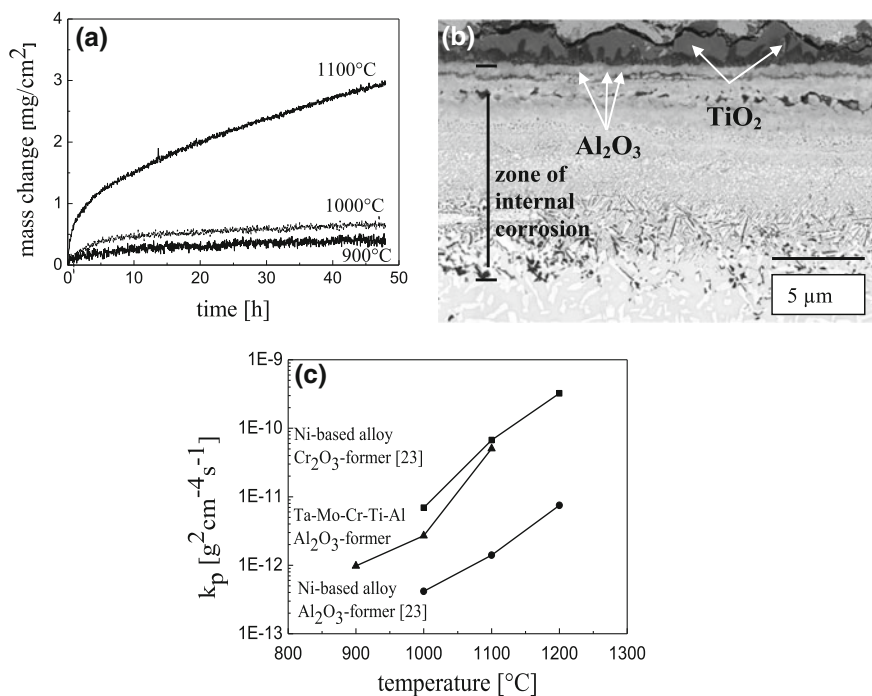 (a)
mass change [mg/cm²]
4
3
2
1
0
1100°C
1000°C
900°C
0 10 20 30 40 50
time [h]
(b)
Al₂O₃
TiO₂
zone of
internal
corrosion
5 µm
(c)
kₚ [g²cm⁻⁴s⁻¹]
1E-9
1E-10
1E-11
1E-12
1E-13
Ni-based alloy
Cr₂O₃-former [23]
Ta-Mo-Cr-Ti-Al
Al₂O₃-former
Ni-based alloy
Al₂O₃-former [23]
800 900 1000 1100 1200 1300
temperature [°C]